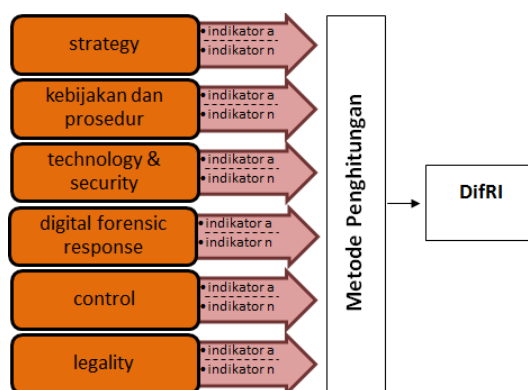 strategy
• indikator a
• indikator n
kebijakan dan
prosedur
• indikator a
• indikator n
technology &
security
• indikator a
• indikator n
digital forensic
response
• indikator a
• indikator n
control
• indikator a
• indikator n
legality
• indikator a
• indikator n
Metode Penghitungan
DifRI